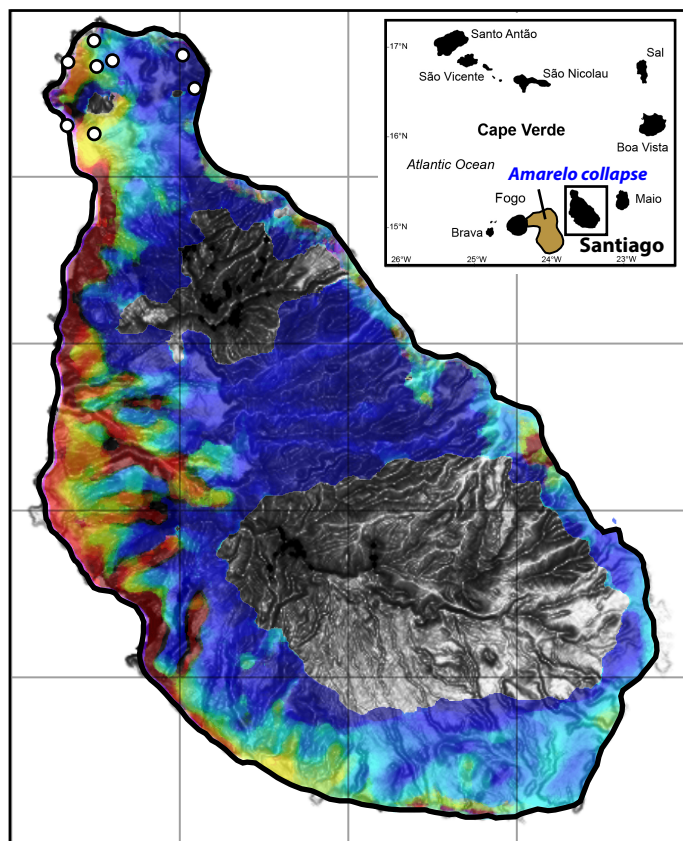 Santo Antão
17°N
São Vicente
São Nicolau
Sal
16°N
Cape Verde
Boa Vista
Atlantic Ocean
Amarelo collapse
Fogo
Maio
15°N
Brava
Santiago
26°W
24°W
23°W